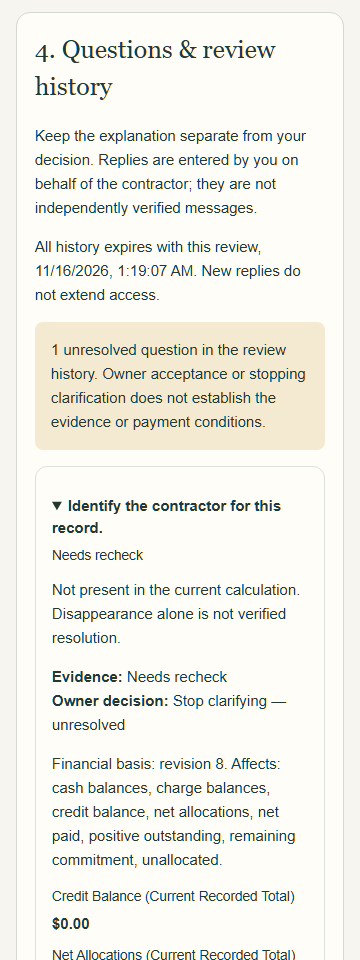 4. Questions & review
history
Keep the explanation separate from your
decision. Replies are entered by you on
behalf of the contractor; they are not
independently verified messages.
All history expires with this review,
11/16/2026, 1:19:07 AM. New replies do
not extend access.
1 unresolved question in the review
history. Owner acceptance or stopping
clarification does not establish the
evidence or payment conditions.
▼ Identify the contractor for this
record.
Needs recheck
Not present in the current calculation.
Disappearance alone is not verified
resolution.
Evidence: Needs recheck
Owner decision: Stop clarifying —
unresolved
Financial basis: revision 8. Affects:
cash balances, charge balances,
credit balance, net allocations, net
paid, positive outstanding, remaining
commitment, unallocated.
Credit Balance (Current Recorded Total)
$0.00
Net Allocations (Current Recorded Total)